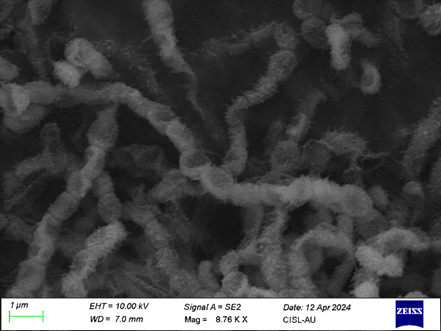 1 µm
EHT = 10.00 kV
Signal A = SE2
Date: 12 Apr 2024
ZEISS
WD = 7.0 mm
Mag = 8.76 K X
CISL-AU